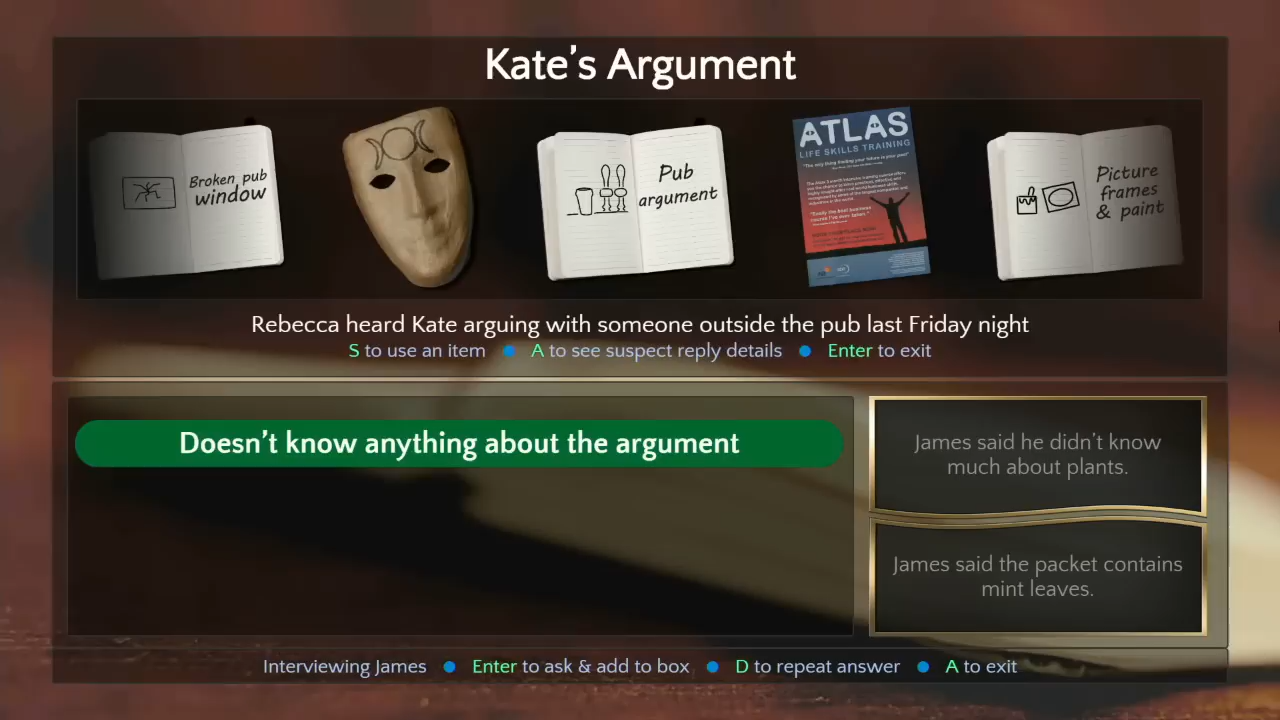 Kate's Argument
Broken pub
window
Pub
argument
ATLAS
LIFE SKILLS TRAINING
Picture
frames
& paint
Rebecca heard Kate arguing with someone outside the pub last Friday night
S to use an item A to see suspect reply details Enter to exit
Doesn't know anything about the argument
James said he didn't know
much about plants.
James said the packet contains
mint leaves.
Interviewing James Enter to ask & add to box D to repeat answer A to exit